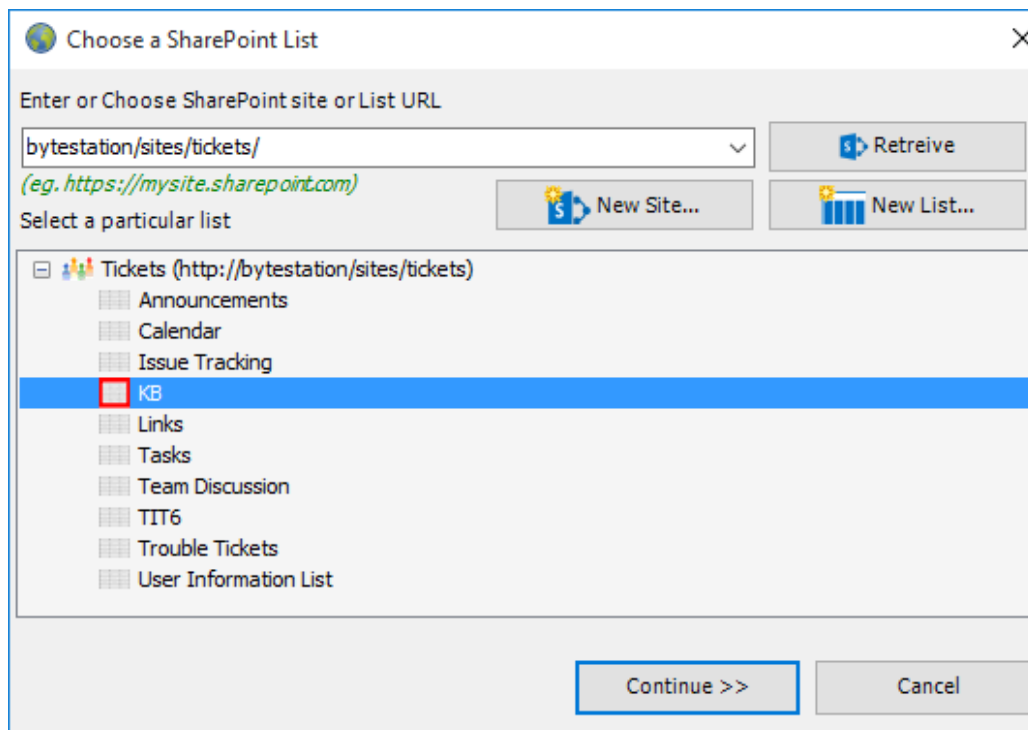 Choose a SharePoint List
Enter or Choose SharePoint site or List URL
bytestation/sites/tickets/
Retreive
(eg. https://mysite.sharepoint.com)
New Site...
New List...
Select a particular list
Tickets (http://bytestation/sites/tickets)
Announcements
Calendar
Issue Tracking
KB
Links
Tasks
Team Discussion
TIT6
Trouble Tickets
User Information List
Continue >>
Cancel